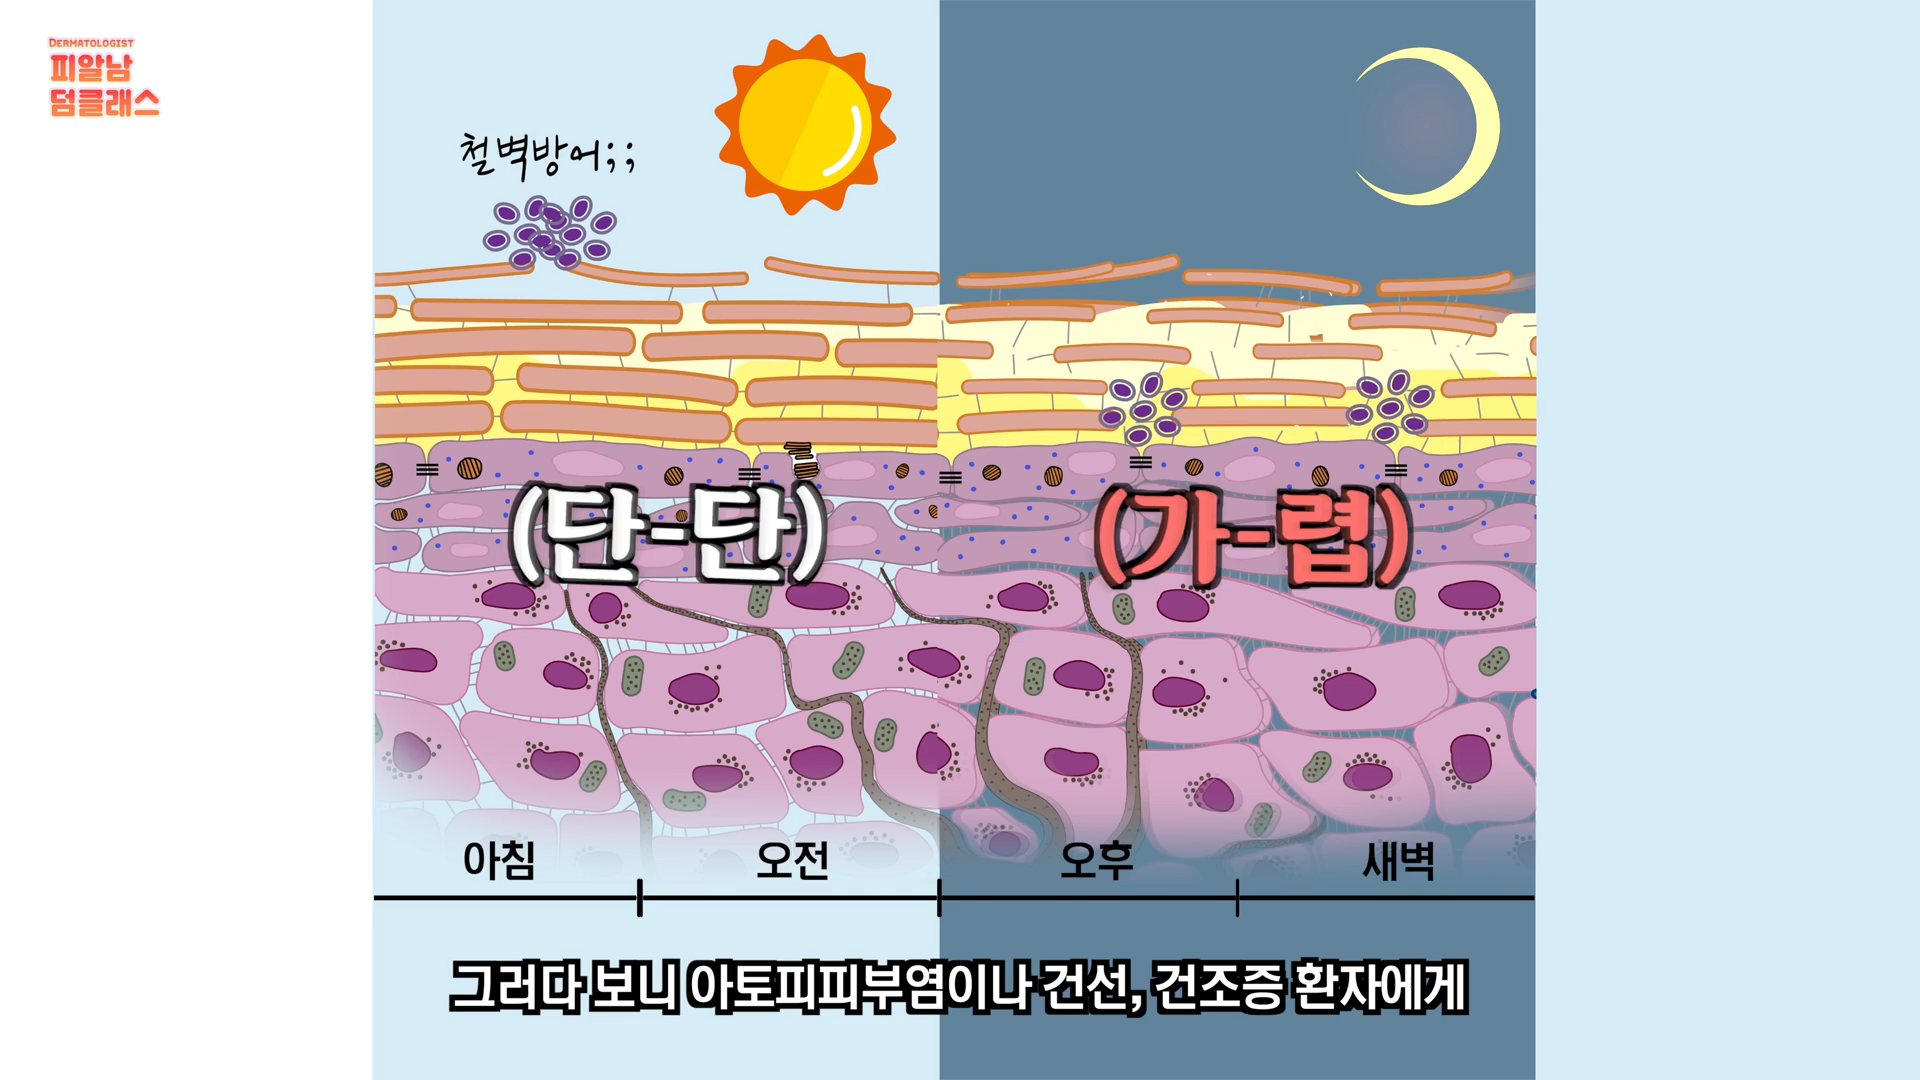 DERMATOLOGIST
피알남
덤클래스
철벽방어;;
(단-단)
(가-렵)
아침
오전
오후
새벽
그러다 보니 아토피피부염이나 건선, 건조증 환자에게